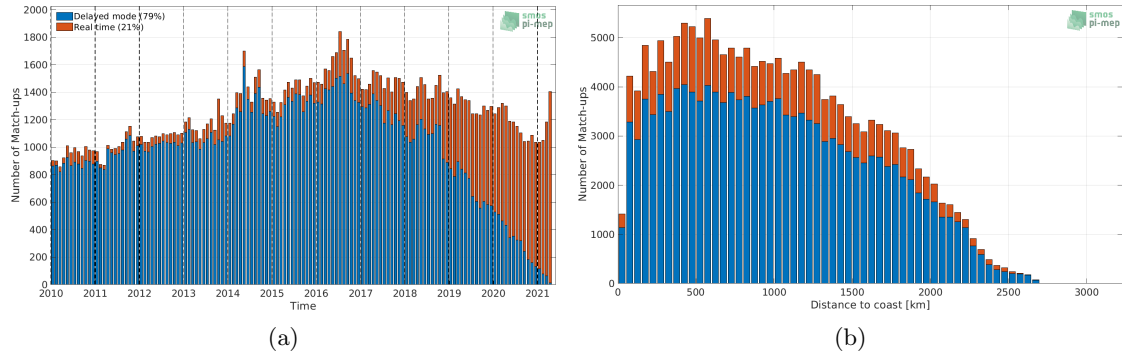 Delayed mode (79%)
Real time (21%)
smos
pi-mep
Number of Match-ups
2000
1800
1600
1400
1200
1000
800
600
400
200
0
2010 2011 2012 2013 2014 2015 2016 2017 2018 2019 2020 2021
Time
(a)
smos
pi-mep
Number of Match-ups
5000
4000
3000
2000
1000
0
0 500 1000 1500 2000 2500 3000
Distance to coast [km]
(b)